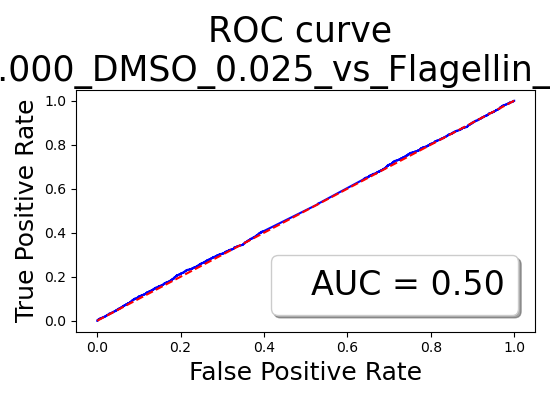 ROC curve
.000_DMSO_0.025_vs_Flagellin_
True Positive Rate
1.0
0.8
0.6
0.4
0.2
0.0
AUC = 0.50
0.0 0.2 0.4 0.6 0.8 1.0
False Positive Rate